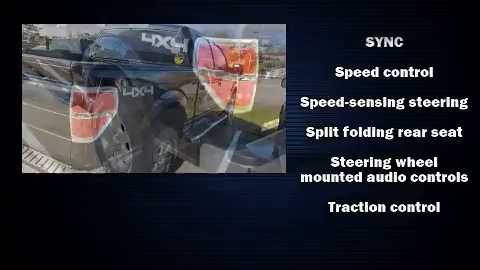 4X4
4X4
SYNC
Speed control
Speed-sensing steering
Split folding rear seat
Steering wheel
mounted audio controls
Traction control